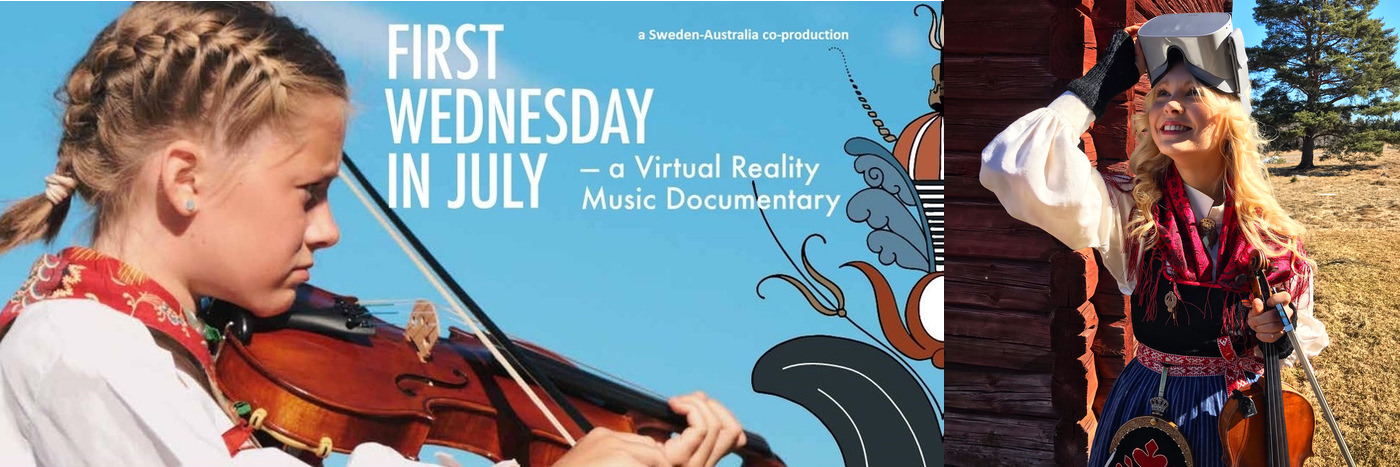 a Sweden-Australia co-production
FIRST
WEDNESDAY
IN JULY
– a Virtual Reality
Music Documentary